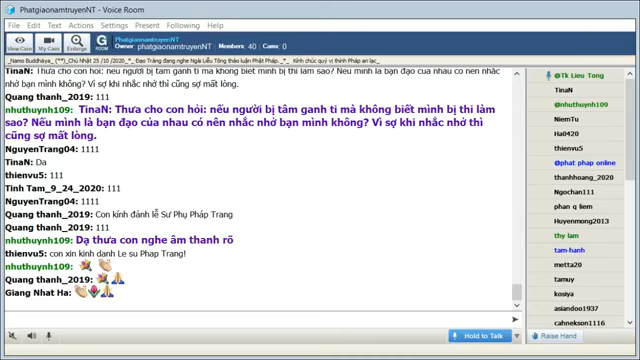 PhatgiaonamtruyenNT - Voice Room
File Edit Text Actions Settings Present Following Help
View Cam
My Cam
Enlarge
G
ROOM
Room PhatgiaonamtruyenNT
Owner phatgiaonamtruyenNT
Members: 40 Cams: 0
_Namo Buddhàya_ (**)_Chủ Nhật 25 /10 /2020_ * _Đạo Tràng đang nghe Ngài Liễu Tông thảo luận Phật Pháp._ * _Kính chúc quý vị thính Pháp an lạc_
TinaN: Thưa cho con hỏi: nếu người bị tâm ganh tị mà không biết mình bị thì làm sao? Nếu mình là bạn đạo của nhau có nên nhắc
nhở bạn mình không? Vì sợ khi nhắc nhở thì cũng sợ mất lòng.
Quang thanh_2019: 111
nhuthuynh109: TinaN: Thưa cho con hỏi: nếu người bị tâm ganh tị mà không biết mình bị thì làm
sao? Nếu mình là bạn đạo của nhau có nên nhắc nhở bạn mình không? Vì sợ khi nhắc nhở thì
cũng sợ mất lòng.
NguyenTrang04: 1111
TinaN: Da
thienvu5: 111
Tinh Tam_9_24_2020: 111
NguyenTrang04: 1111
Quang thanh_2019: Con kính đảnh lễ Sư Phụ Pháp Trang
Quang thanh_2019: 111
nhuthuynh109: Dạ thưa con nghe âm thanh rõ
thienvu5: con xin kinh danh Le su Phap Trang!
nhuthuynh109:
Quang thanh_2019:
Giang Nhat Ha:
Hold to Talk
@Tk Lieu Tong
TinaN
@nhuthuynh109
NiemTu
Ha0420
thienvu5
@phat phap online
thanhhoang_2020
Ngochan111
phan q liem
Huyenmong2013
thy lam
tam-hanh
metta20
tamuy
kosiya
asiandoo1937
cahnekson1116
Raise Hand